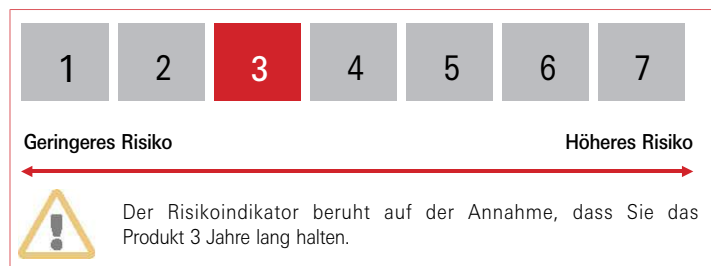 1 2 3 4 5 6 7
Geringeres Risiko Höheres Risiko
Der Risikoindikator beruht auf der Annahme, dass Sie das
Produkt 3 Jahre lang halten.